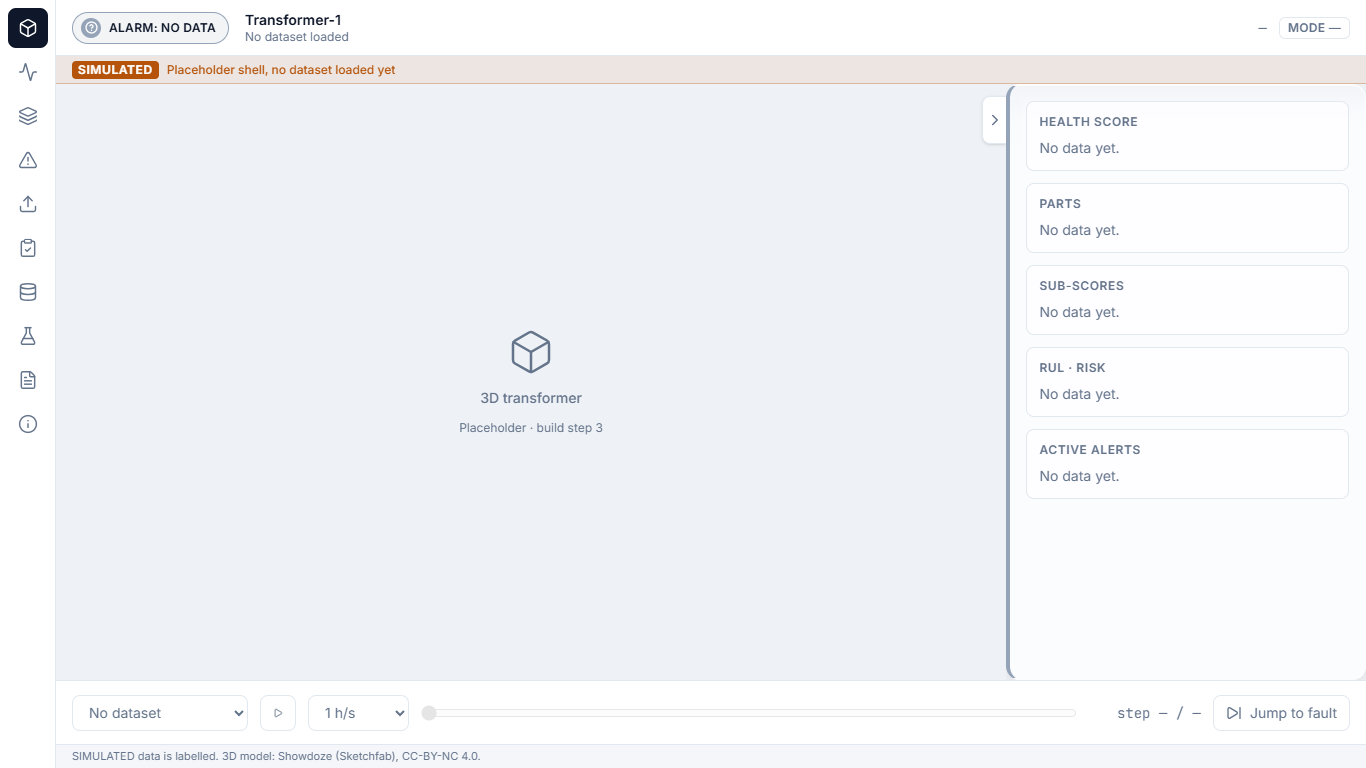 ALARM: NO DATA
Transformer-1
No dataset loaded
—
MODE —
SIMULATED
Placeholder shell, no dataset loaded yet
HEALTH SCORE
No data yet.
PARTS
No data yet.
SUB-SCORES
No data yet.
RUL · RISK
No data yet.
ACTIVE ALERTS
No data yet.
3D transformer
Placeholder · build step 3
No dataset
1 h/s
step — / —
Jump to fault
SIMULATED data is labelled. 3D model: Showdoze (Sketchfab), CC-BY-NC 4.0.